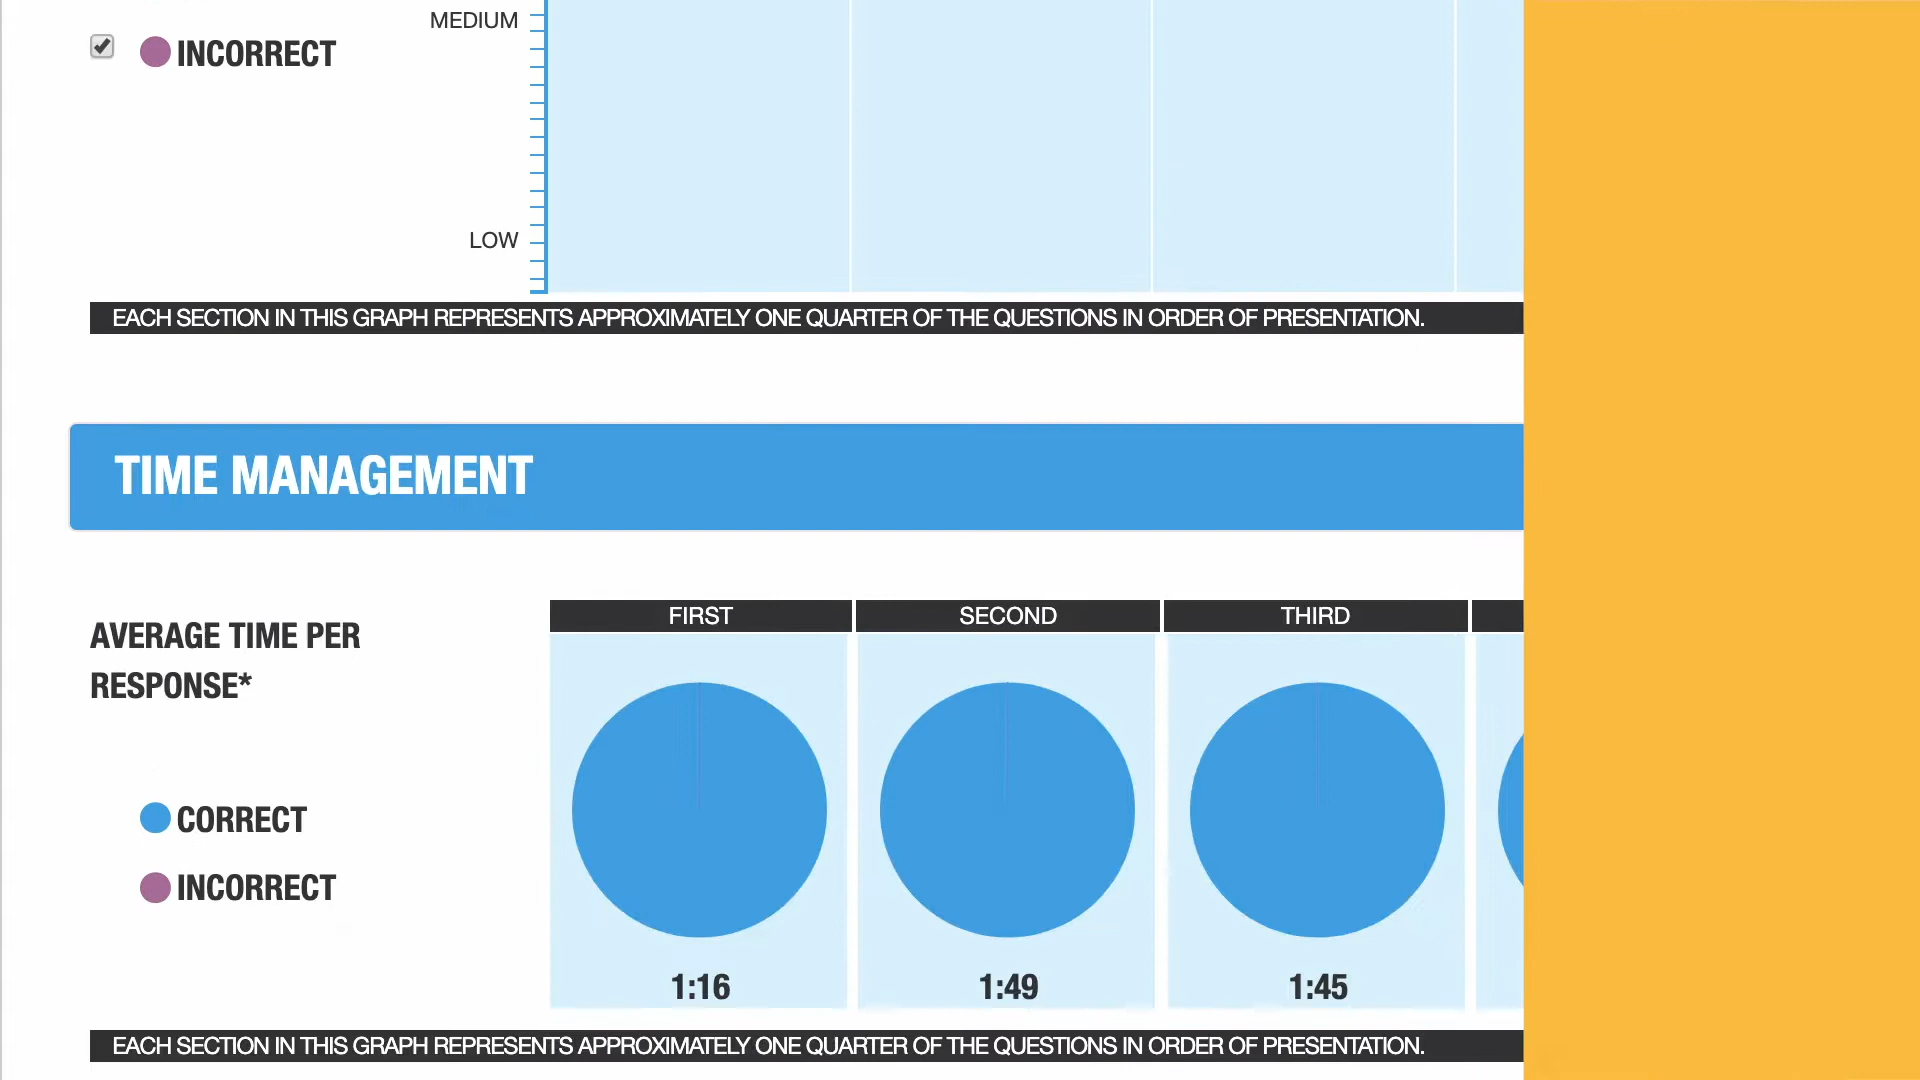 MEDIUM
INCORRECT
LOW
EACH SECTION IN THIS GRAPH REPRESENTS APPROXIMATELY ONE QUARTER OF THE QUESTIONS IN ORDER OF PRESENTATION.
TIME MANAGEMENT
FIRST SECOND THIRD
AVERAGE TIME PER
RESPONSE*
CORRECT
INCORRECT
1:16 1:49 1:45
EACH SECTION IN THIS GRAPH REPRESENTS APPROXIMATELY ONE QUARTER OF THE QUESTIONS IN ORDER OF PRESENTATION.